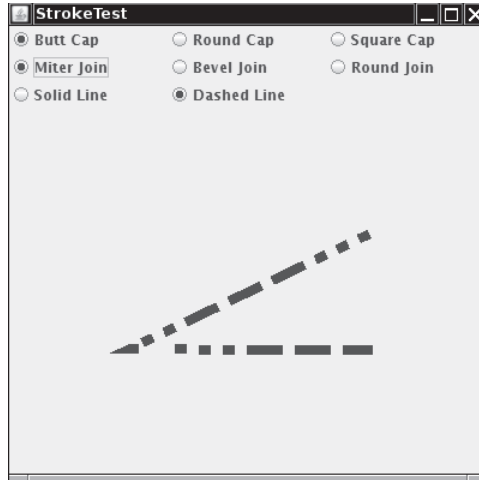 StrokeTest
Butt Cap Round Cap Square Cap
Miter Join Bevel Join Round Join
Solid Line Dashed Line